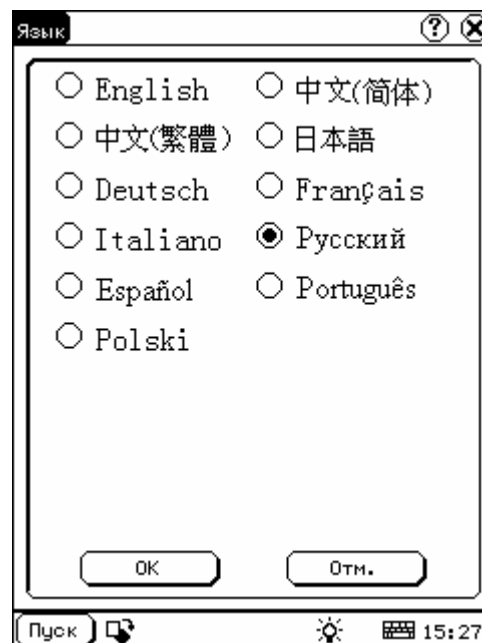 Язык ?
English 中文(简体)
中文(繁體) 日本語
Deutsch Français
Italiano Русский
Español Português
Polski
OK Отм.
Пуск 15:27